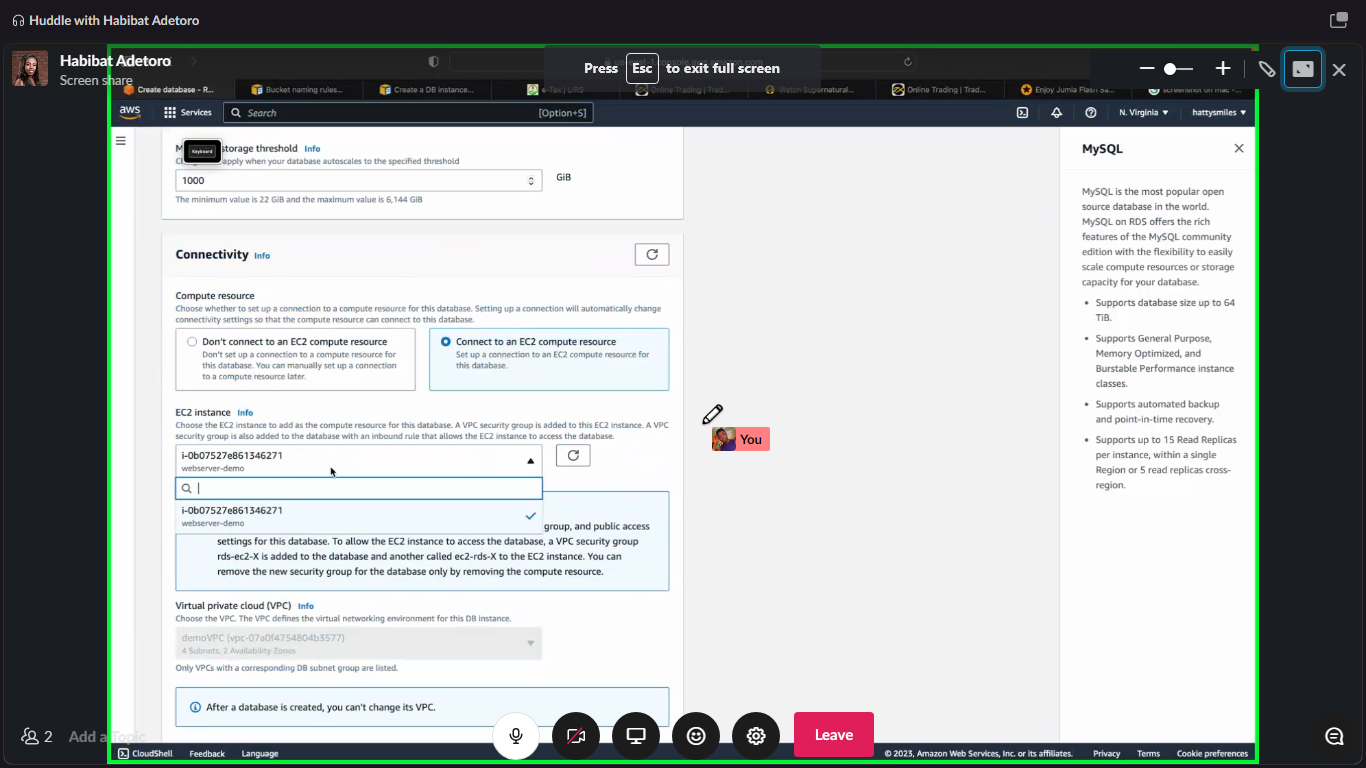 Huddle with Habibat Adetoro
Habibat Adetoro
Screen share
Press Esc to exit full screen
Create database - R...
Bucket naming rules...
Create a DB instance...
e-Tax | LIRS
Online Trading | Trad...
Watch Supernatural...
Online Trading | Trad...
Enjoy Jumia Flash Sa...
screenshot on mac -...
aws
Services
Search
[Option+S]
N. Virginia
hattysmiles
Keyboard
storage threshold Info
apply when your database autoscales to the specified threshold
1000
GiB
The minimum value is 22 GiB and the maximum value is 6,144 GiB
Connectivity Info
Compute resource
Choose whether to set up a connection to a compute resource for this database. Setting up a connection will automatically change
connectivity settings so that the compute resource can connect to this database.
Don't connect to an EC2 compute resource
Don't set up a connection to a compute resource for
this database. You can manually set up a connection
to a compute resource later.
Connect to an EC2 compute resource
Set up a connection to an EC2 compute resource for
this database.
EC2 instance Info
Choose the EC2 instance to add as the compute resource for this database. A VPC security group is added to this EC2 instance. A VPC
security group is also added to the database with an inbound rule that allows the EC2 instance to access the database.
i-0b07527e861346271
webserver-demo
i-0b07527e861346271
webserver-demo
group, and public access
settings for this database. To allow the EC2 instance to access the database, a VPC security group
rds-ec2-X is added to the database and another called ec2-rds-X to the EC2 instance. You can
remove the new security group for the database only by removing the compute resource.
Virtual private cloud (VPC) Info
Choose the VPC. The VPC defines the virtual networking environment for this DB instance.
demoVPC (vpc-07a0f4754804b3577)
4 Subnets, 2 Availability Zones
Only VPCs with a corresponding DB subnet group are listed.
After a database is created, you can't change its VPC.
You
MySQL
MySQL is the most popular open
source database in the world.
MySQL on RDS offers the rich
features of the MySQL community
edition with the flexibility to easily
scale compute resources or storage
capacity for your database.
• Supports database size up to 64
TiB.
• Supports General Purpose,
Memory Optimized, and
Burstable Performance instance
classes.
• Supports automated backup
and point-in-time recovery.
• Supports up to 15 Read Replicas
per instance, within a single
Region or 5 read replicas cross-
region.
2
Add a Topic
Leave
CloudShell
Feedback
Language
© 2023, Amazon Web Services, Inc. or its affiliates.
Privacy
Terms
Cookie preferences